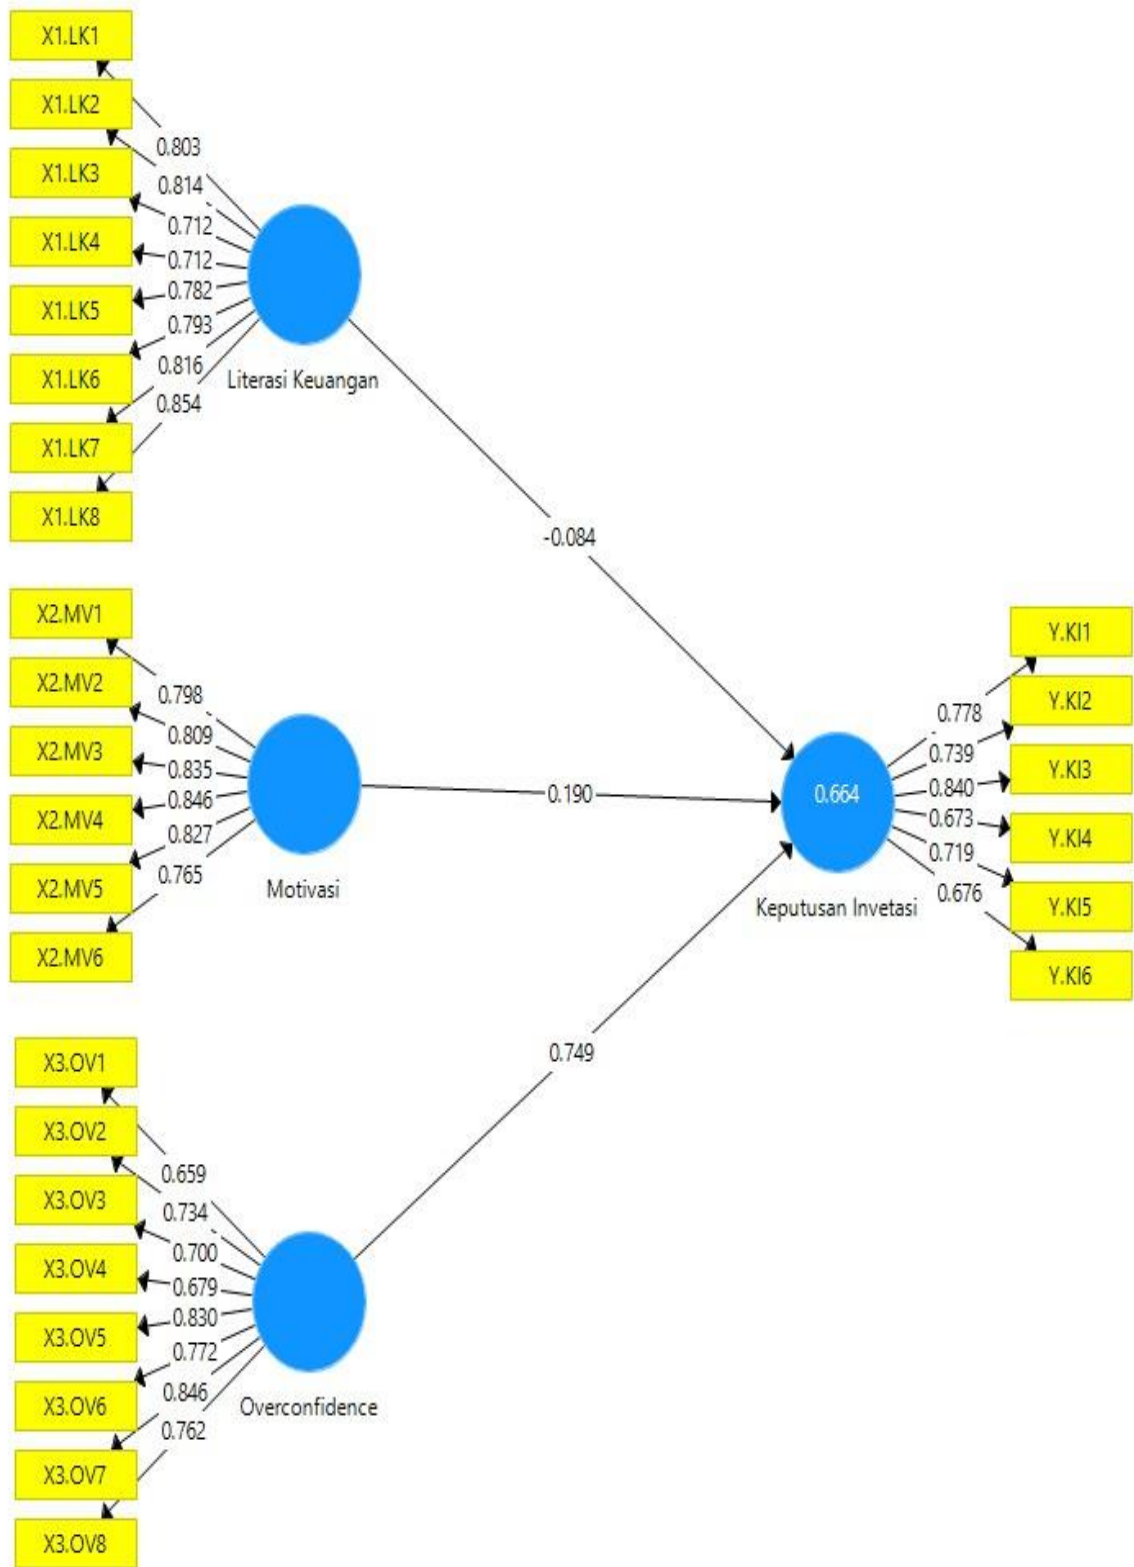 X1.LK1
X1.LK2
X1.LK3
X1.LK4
X1.LK5
X1.LK6
X1.LK7
X1.LK8
0.803
0.814
0.712
0.712
0.782
0.793
0.816
0.854
Literasi Keuangan
-0.084
X2.MV1
X2.MV2
X2.MV3
X2.MV4
X2.MV5
X2.MV6
0.798
0.809
0.835
0.846
0.827
0.765
Motivasi
0.190
X3.OV1
X3.OV2
X3.OV3
X3.OV4
X3.OV5
X3.OV6
X3.OV7
X3.OV8
0.659
0.734
0.700
0.679
0.830
0.772
0.846
0.762
Overconfidence
0.749
0.664
Keputusan Invetasi
0.778
0.739
0.840
0.673
0.719
0.676
Y.KI1
Y.KI2
Y.KI3
Y.KI4
Y.KI5
Y.KI6